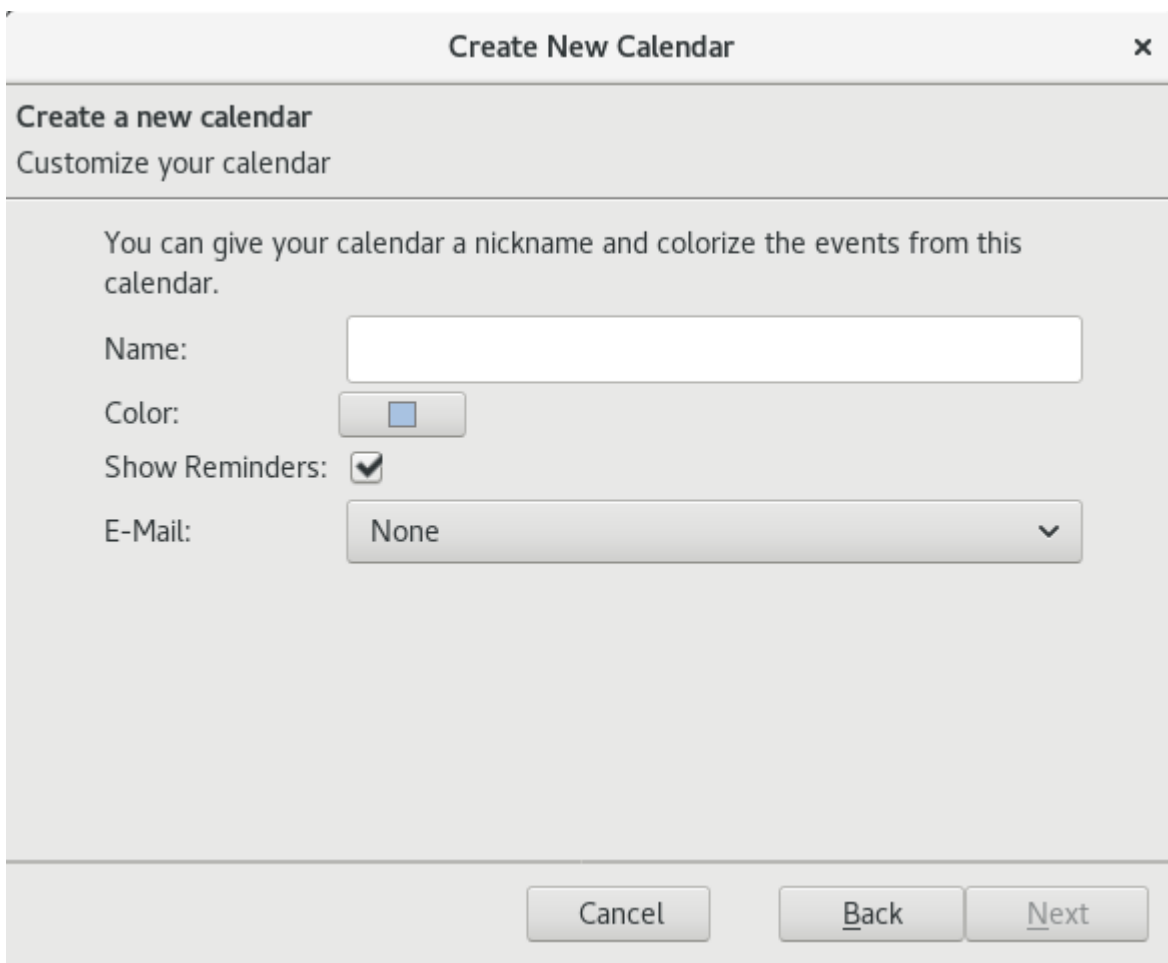 Create New Calendar
Create a new calendar
Customize your calendar
You can give your calendar a nickname and colorize the events from this
calendar.
Name:
Color:
Show Reminders:
E-Mail: None
Cancel Back Next